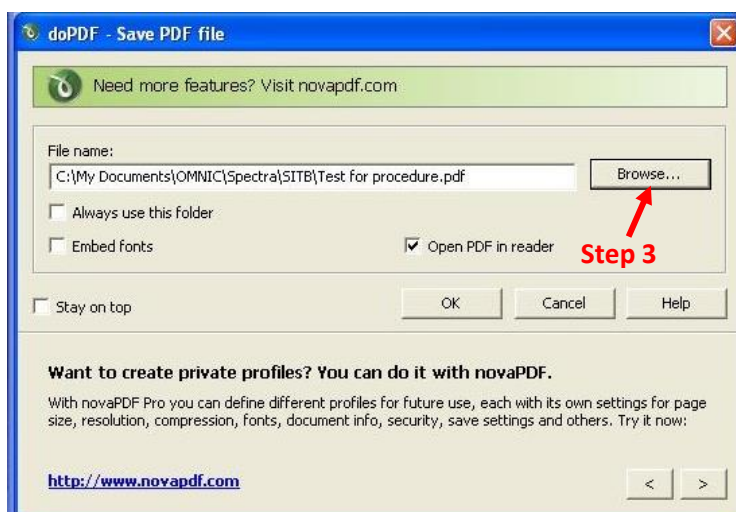 doPDF - Save PDF file
Need more features? Visit novapdf.com
File name:
C:\My Documents\OMNIC\Spectra\SITB\Test for procedure.pdf
Browse...
Always use this folder
Embed fonts
Open PDF in reader
Step 3
Stay on top
OK
Cancel
Help
Want to create private profiles? You can do it with novaPDF.
With novaPDF Pro you can define different profiles for future use, each with its own settings for page
size, resolution, compression, fonts, document info, security, save settings and others. Try it now:
http://www.novapdf.com
<
>